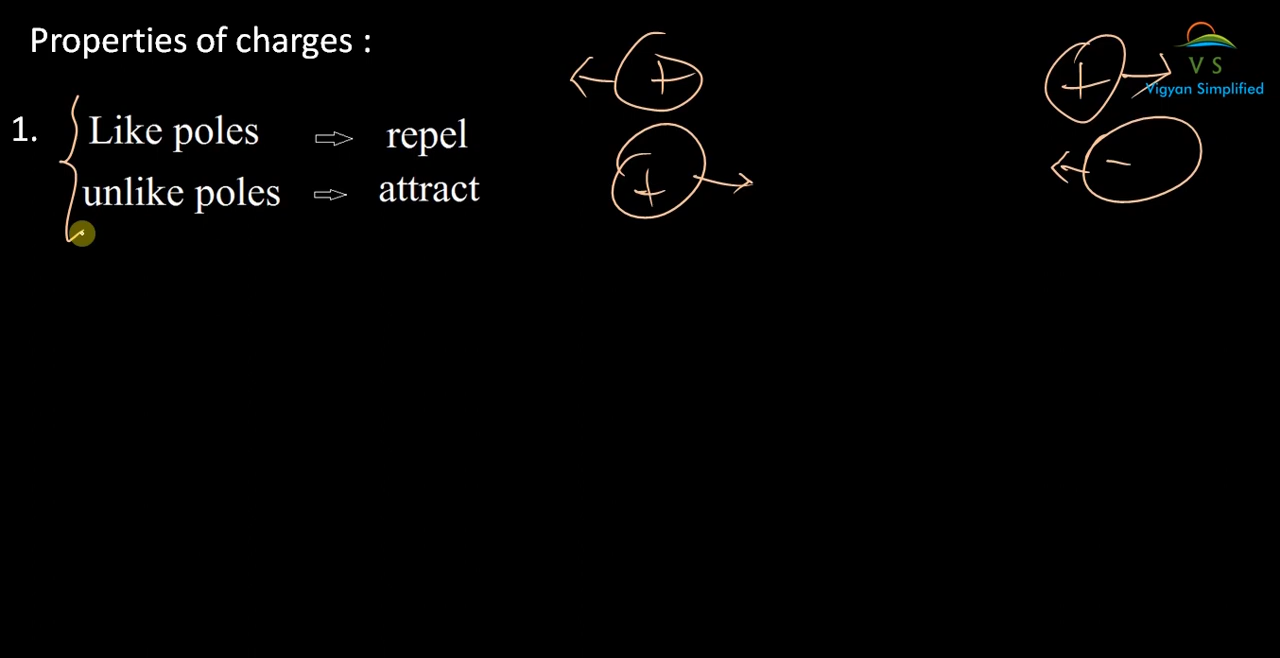 Properties of charges :
1. Like poles ⇨ repel
unlike poles ⇨ attract
+ +
+ -
V S
Vigyan Simplified